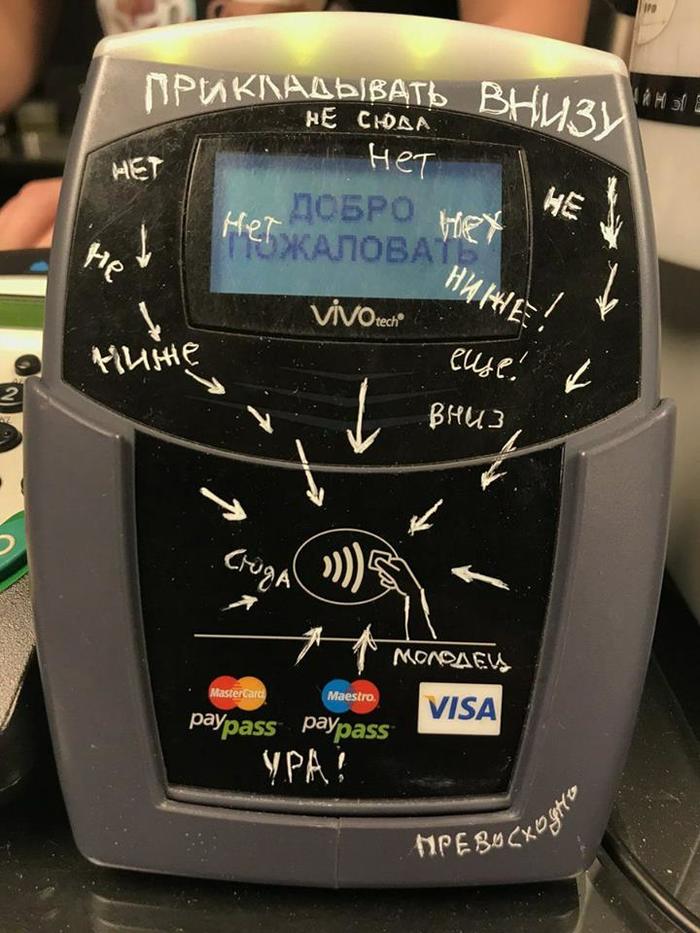 ПРИКЛАДЫВАТЬ ВНИЗУ
НЕ СЮДА
НЕТ
НЕТ
НЕ
ДОБРО
Нет
НЕТ
ПОЖАЛОВАТЬ
Не
НИЖЕ!
vivotech®
НИЖЕ
еще!
ВНИЗ
2
СЮДА
МОЛОДЕЦ
MasterCard
Maestro
VISA
paypass
paypass
УРА!
ПРЕВОСХОДНО